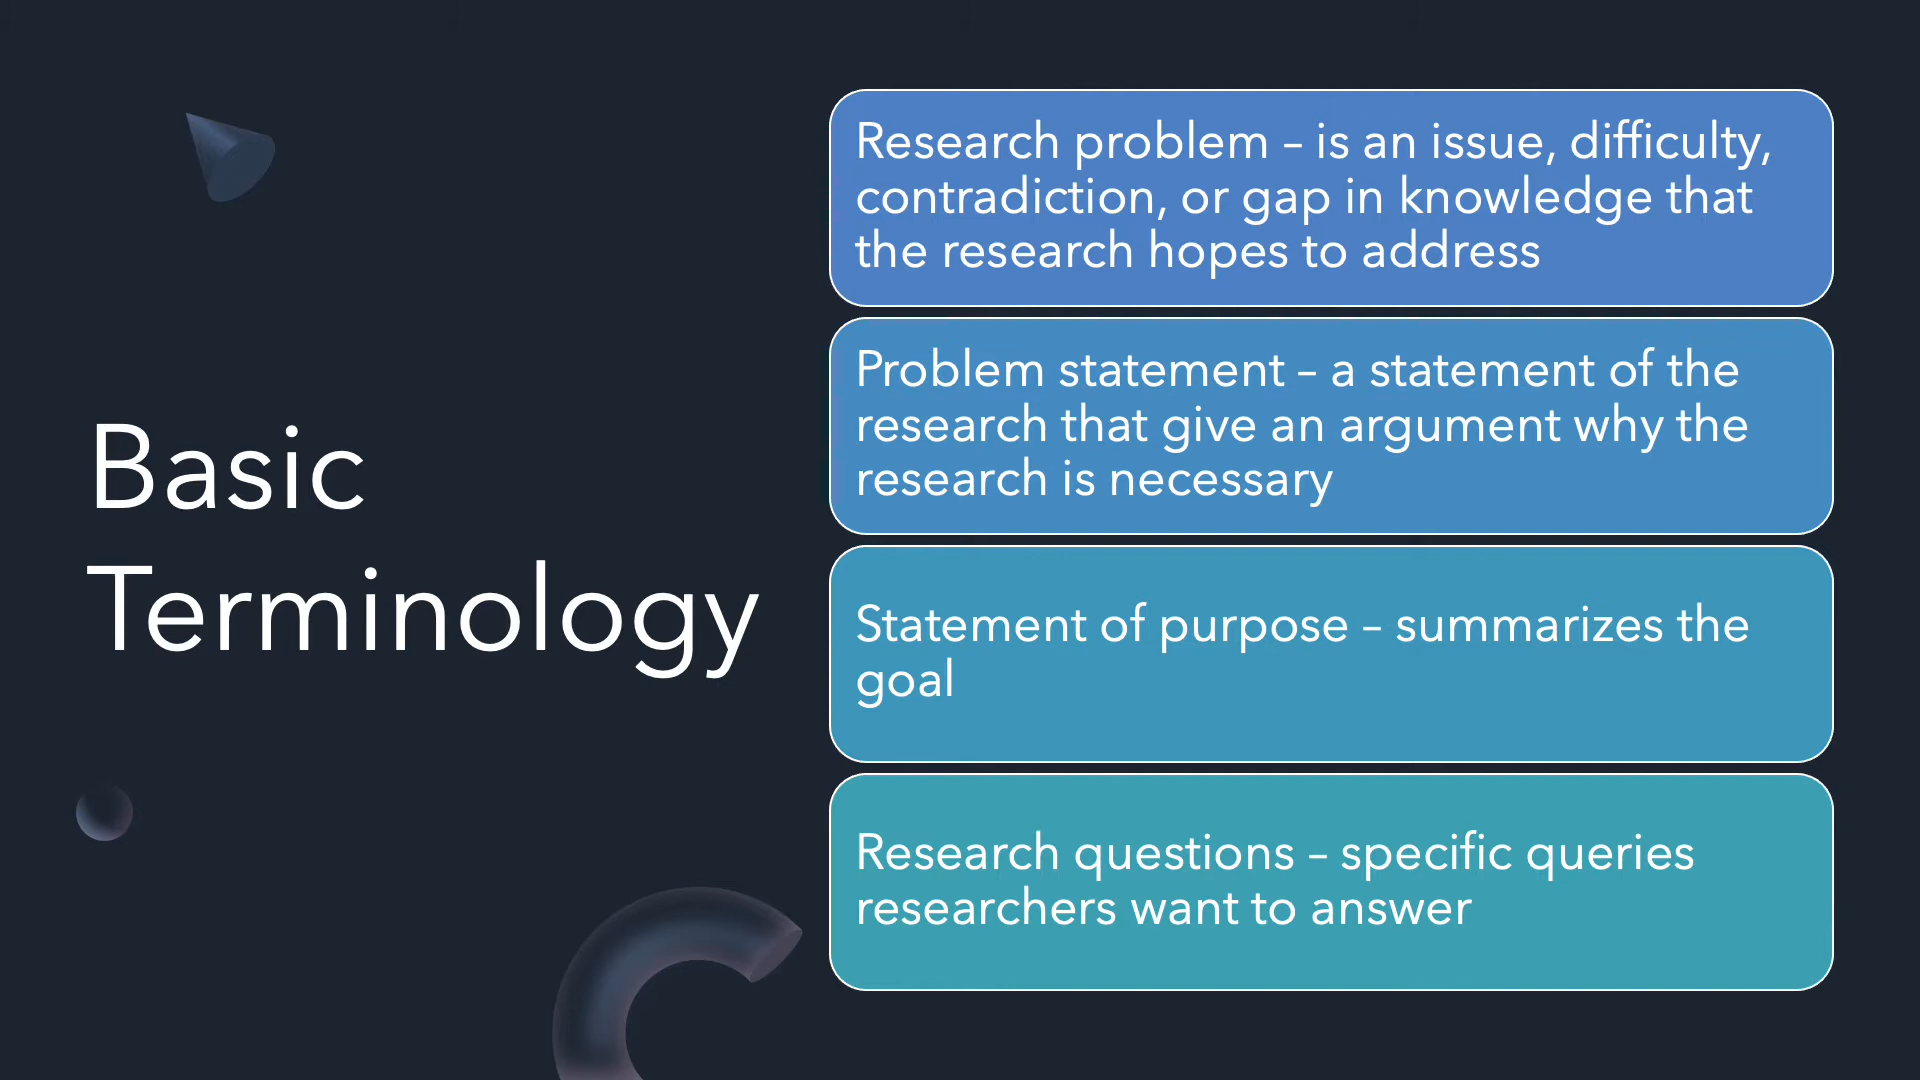 Basic
Terminology
Research problem – is an issue, difficulty,
contradiction, or gap in knowledge that
the research hopes to address
Problem statement – a statement of the
research that give an argument why the
research is necessary
Statement of purpose – summarizes the
goal
Research questions – specific queries
researchers want to answer